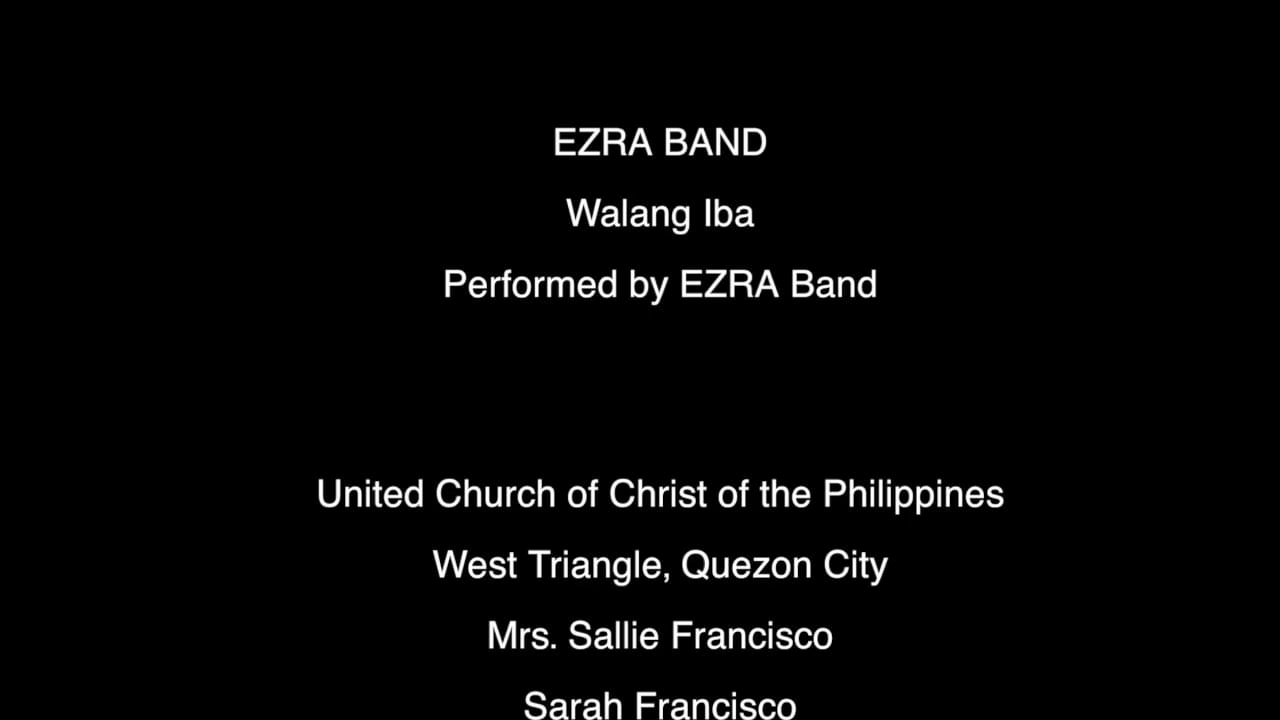 EZRA BAND
Walang Iba
Performed by EZRA Band
United Church of Christ of the Philippines
West Triangle, Quezon City
Mrs. Sallie Francisco
Sarah Francisco